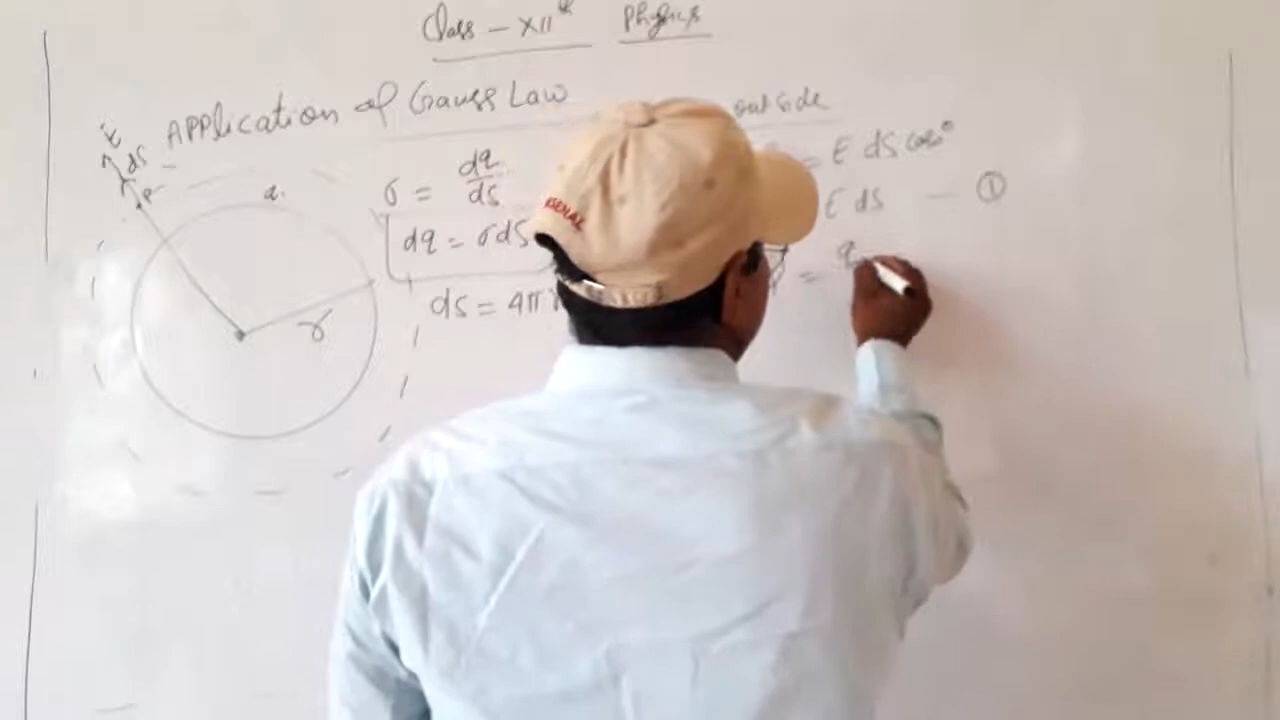 Class - XIIth Physics
APPlication of Gauss Law
outside
E
ds
P
a.
r
σ = dq/ds
dq = σds
ds = 4π
= E ds cos0°
E ds — ①
= q
ARSENAL